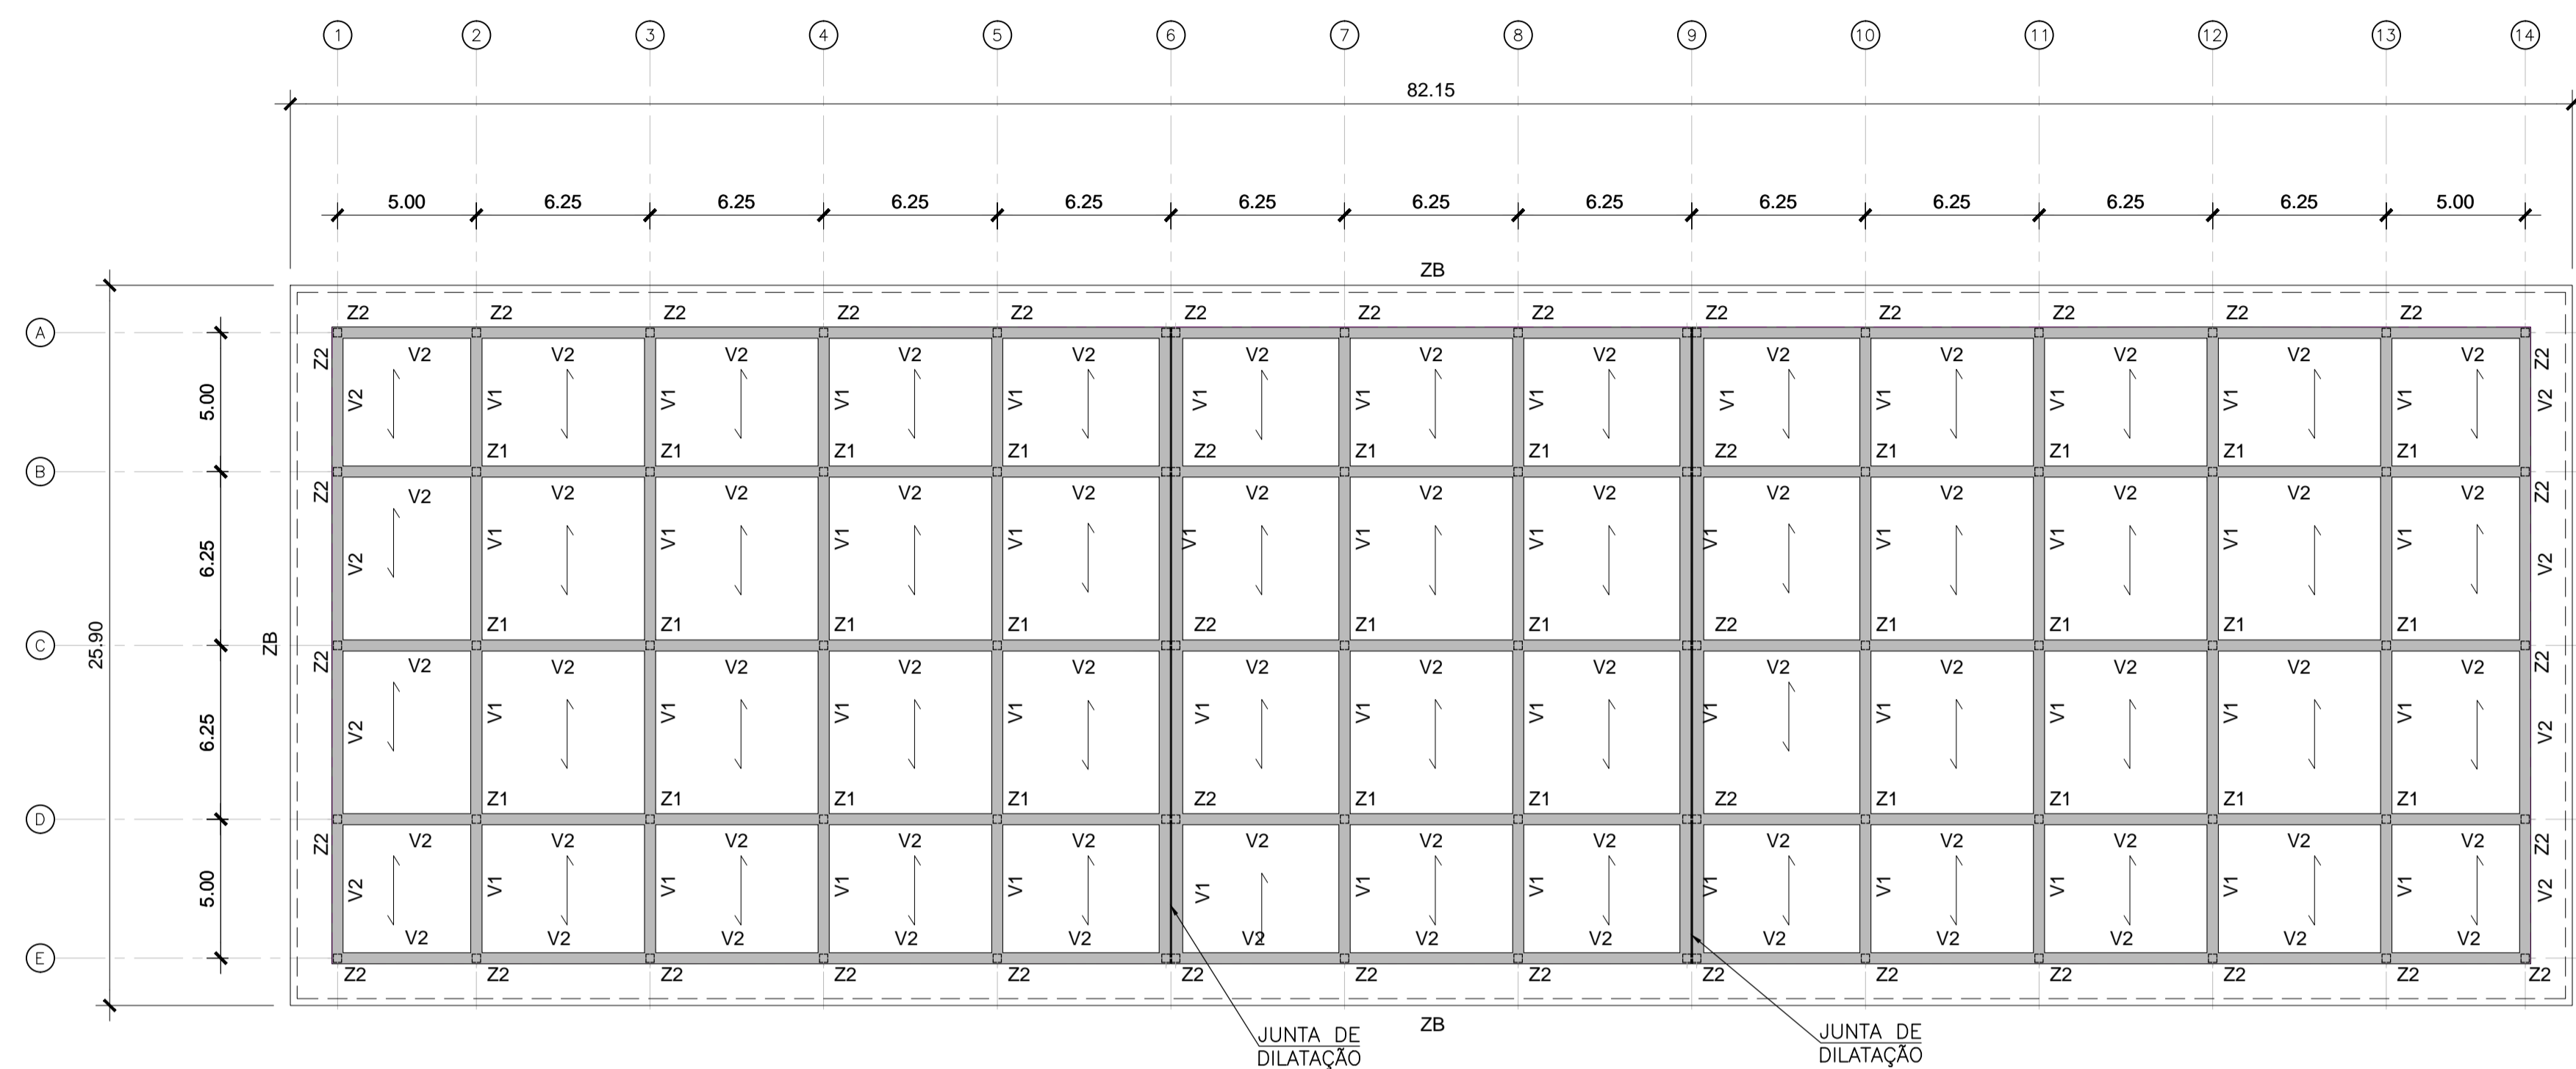 1 2 3 4 5 6 7 8 9 10 11 12 13 14
82.15
5.00 6.25 6.25 6.25 6.25 6.25 6.25 6.25 6.25 6.25 6.25 6.25 5.00
ZB
Z2 Z2 Z2 Z2 Z2 Z2 Z2 Z2 Z2 Z2 Z2 Z2 Z2
A
Z2 V2 V2 V2 V2 V2 V2 V2 V2 V2 V2 V2 V2 V2 Z2
5.00 V2 V1 V1 V1 V1 V1 V1 V1 V1 V1 V1 V1 V1 V2
Z1 Z1 Z1 Z1 Z2 Z1 Z1 Z2 Z1 Z1 Z1 Z1
B
Z2 V2 V2 V2 V2 V2 V2 V2 V2 V2 V2 V2 V2 V2 Z2
6.25 V2 V1 V1 V1 V1 V1 V1 V1 V1 V1 V1 V1 V1 V2
Z1 Z1 Z1 Z1 Z2 Z1 Z1 Z2 Z1 Z1 Z1 Z1
C 25.90 ZB
Z2 V2 V2 V2 V2 V2 V2 V2 V2 V2 V2 V2 V2 V2 Z2
6.25 V2 V1 V1 V1 V1 V1 V1 V1 V1 V1 V1 V1 V1 V2
Z1 Z1 Z1 Z1 Z2 Z1 Z1 Z2 Z1 Z1 Z1 Z1
D
Z2 V2 V2 V2 V2 V2 V2 V2 V2 V2 V2 V2 V2 V2 Z2
5.00 V2 V1 V1 V1 V1 V1 V1 V1 V1 V1 V1 V1 V1 V2
V2 V2 V2 V2 V2 V2 V2 V2 V2 V2 V2 V2 V2
E
Z2 Z2 Z2 Z2 Z2 Z2 Z2 Z2 Z2 Z2 Z2 Z2 Z2 Z2
ZB
JUNTA DE
DILATAÇÃO
JUNTA DE
DILATAÇÃO